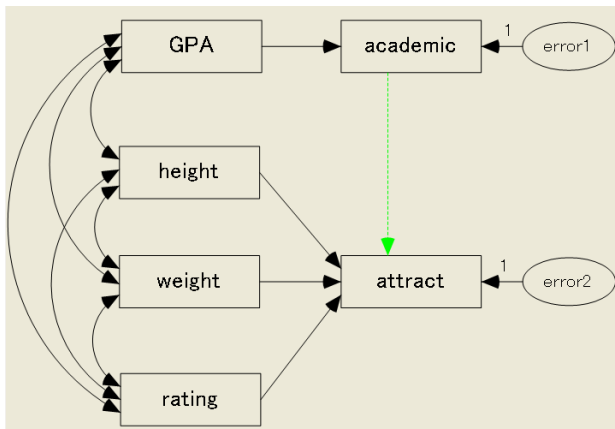 GPA
academic
1
error1
height
weight
attract
1
error2
rating